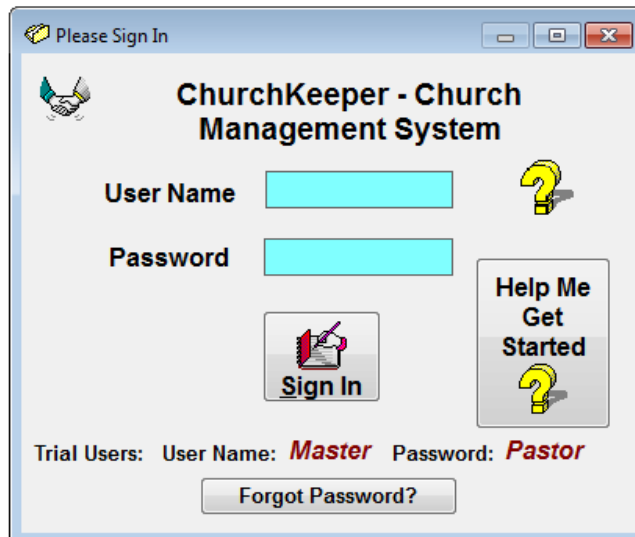 Please Sign In
ChurchKeeper - Church
Management System
User Name
Password
Help Me
Get
Started
Sign In
Trial Users: User Name: Master Password: Pastor
Forgot Password?